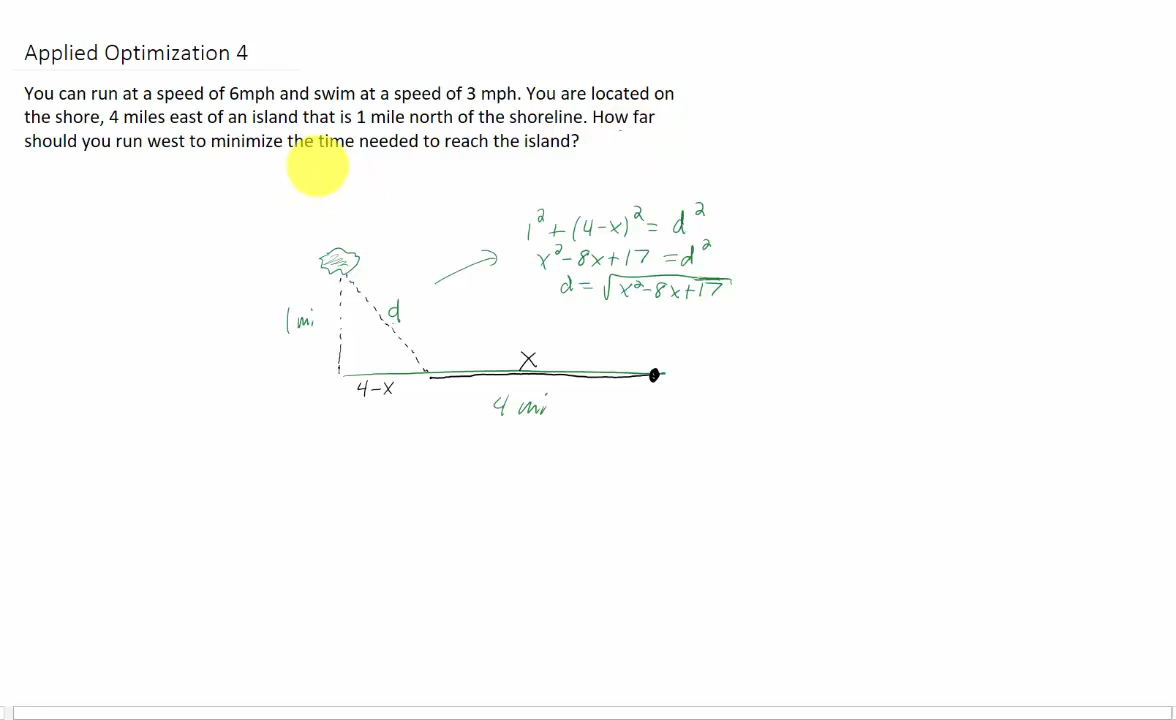 Applied Optimization 4
You can run at a speed of 6mph and swim at a speed of 3 mph. You are located on
the shore, 4 miles east of an island that is 1 mile north of the shoreline. How far
should you run west to minimize the time needed to reach the island?
1² + (4-x)² = d²
x² - 8x + 17 = d²
d = √(x² - 8x + 17)
1 mi
d
x
4-x
4 mi